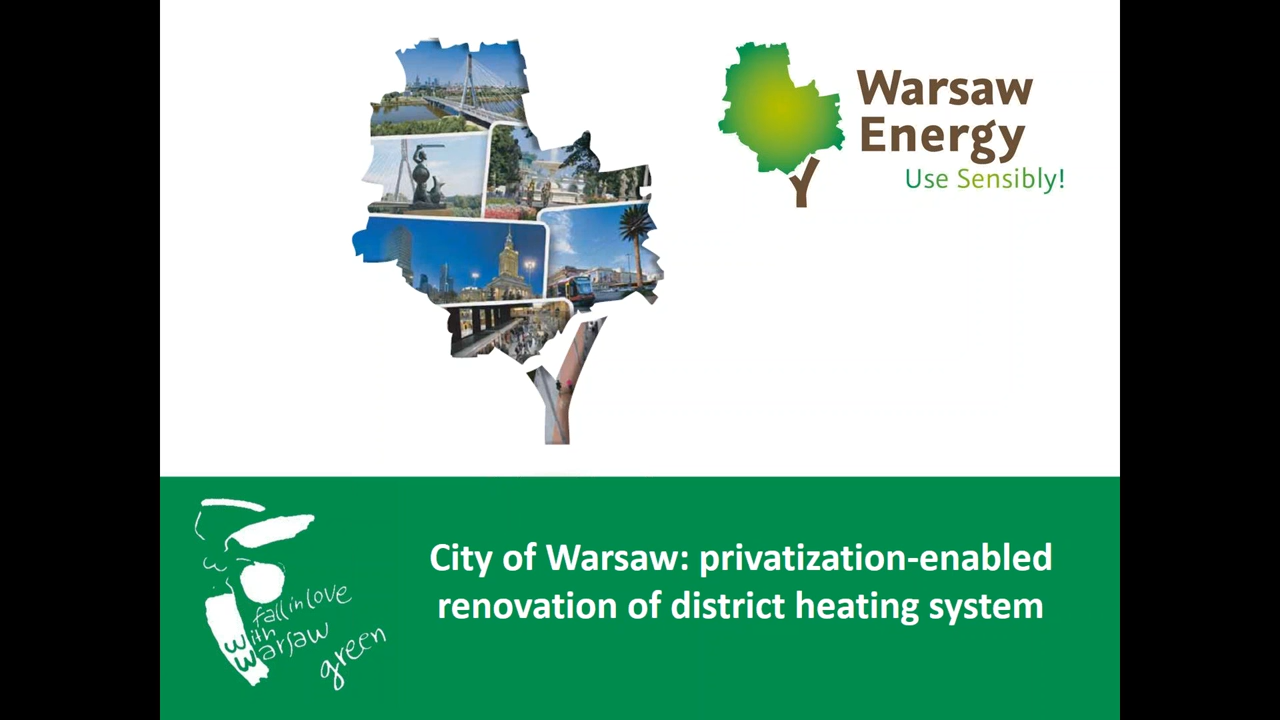 Warsaw
Energy
Use Sensibly!
City of Warsaw: privatization-enabled
renovation of district heating system
fall in love
with
warsaw
green